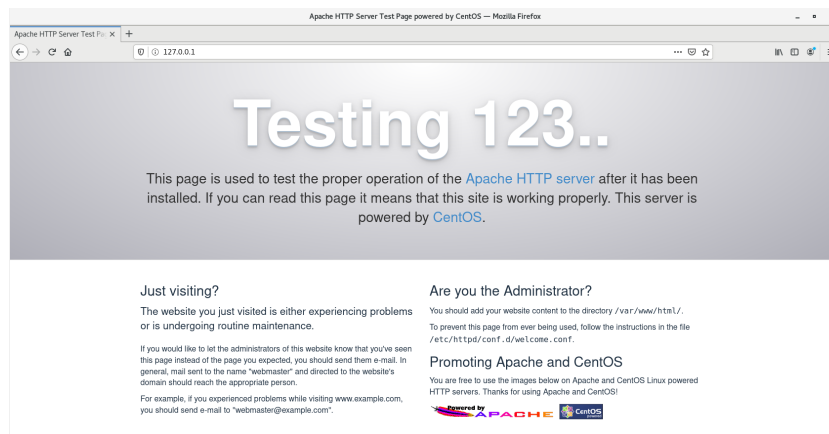 Apache HTTP Server Test Page powered by CentOS — Mozilla Firefox
Apache HTTP Server Test Pa
127.0.0.1
Testing 123..
This page is used to test the proper operation of the Apache HTTP server after it has been
installed. If you can read this page it means that this site is working properly. This server is
powered by CentOS.
Just visiting?
The website you just visited is either experiencing problems
or is undergoing routine maintenance.
If you would like to let the administrators of this website know that you've seen
this page instead of the page you expected, you should send them e-mail. In
general, mail sent to the name "webmaster" and directed to the website's
domain should reach the appropriate person.
For example, if you experienced problems while visiting www.example.com,
you should send e-mail to "webmaster@example.com".
Are you the Administrator?
You should add your website content to the directory /var/www/html/.
To prevent this page from ever being used, follow the instructions in the file
/etc/httpd/conf.d/welcome.conf.
Promoting Apache and CentOS
You are free to use the images below on Apache and CentOS Linux powered
HTTP servers. Thanks for using Apache and CentOS!
Powered by
APACHE
CentOS